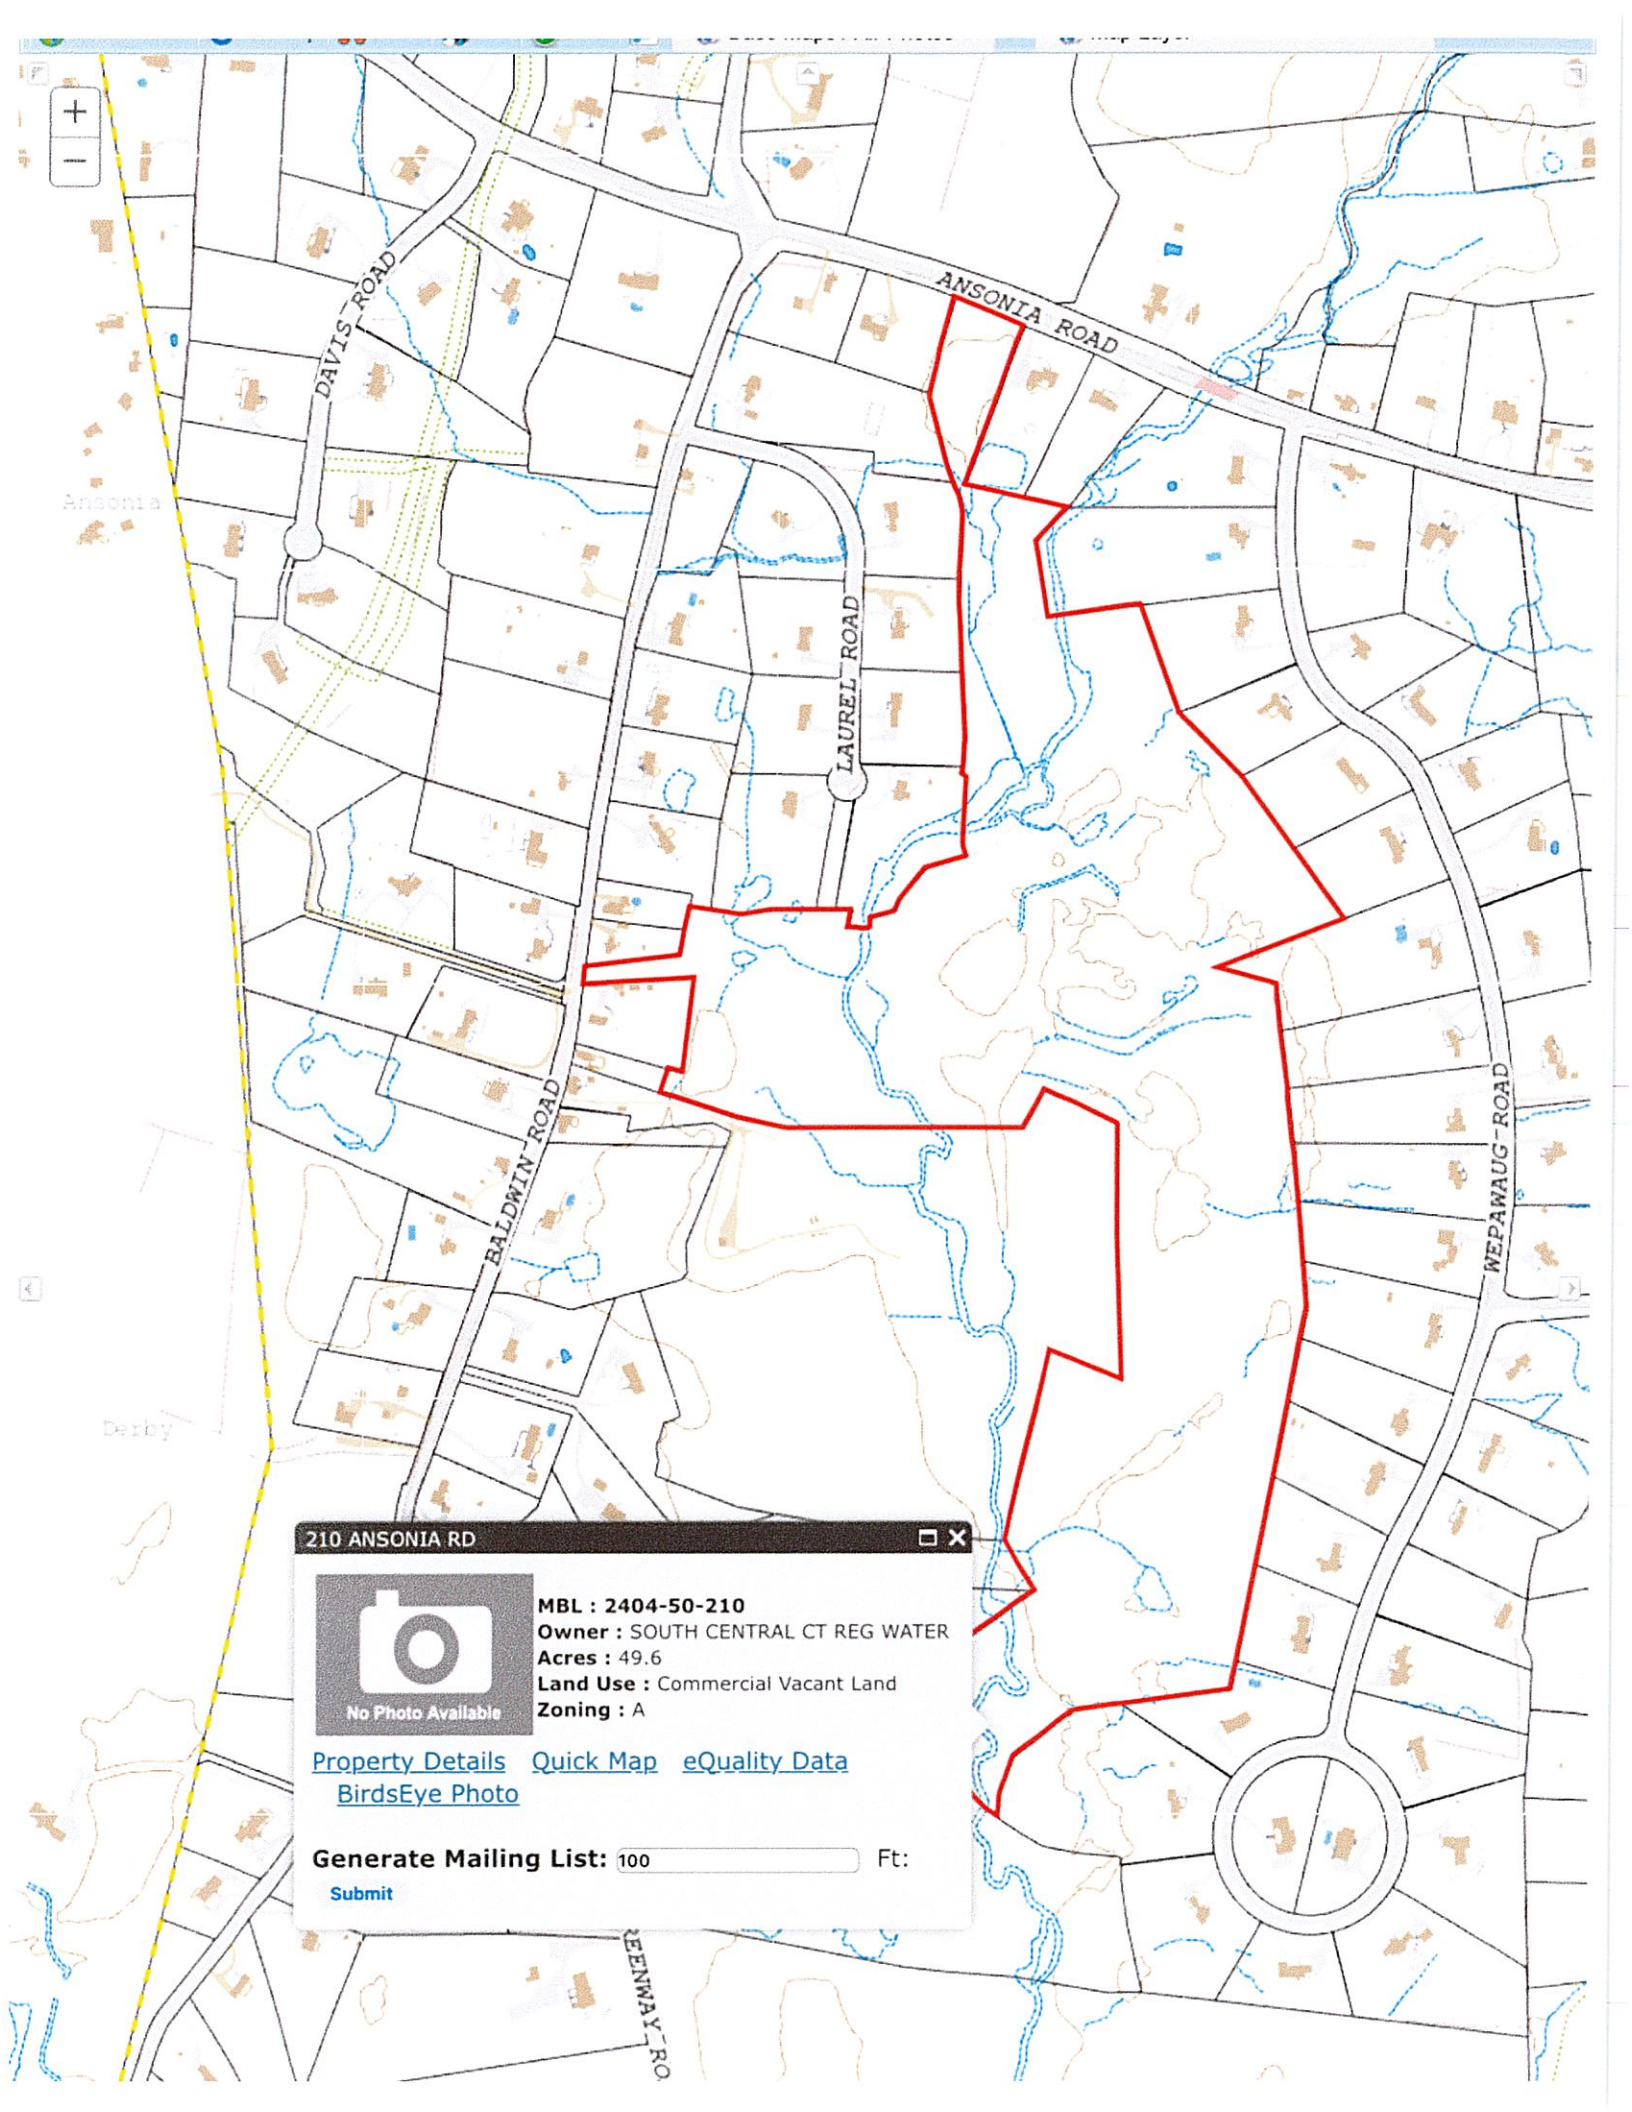 +
−
ANSONIA ROAD
DAVIS ROAD
Ansonia
LAUREL ROAD
BALDWIN ROAD
WEPAWAUG ROAD
Derby
210 ANSONIA RD
No Photo Available
MBL : 2404-50-210
Owner : SOUTH CENTRAL CT REG WATER
Acres : 49.6
Land Use : Commercial Vacant Land
Zoning : A
Property Details Quick Map eQuality Data
BirdsEye Photo
Generate Mailing List: 100 Ft:
Submit
REENWAY RO